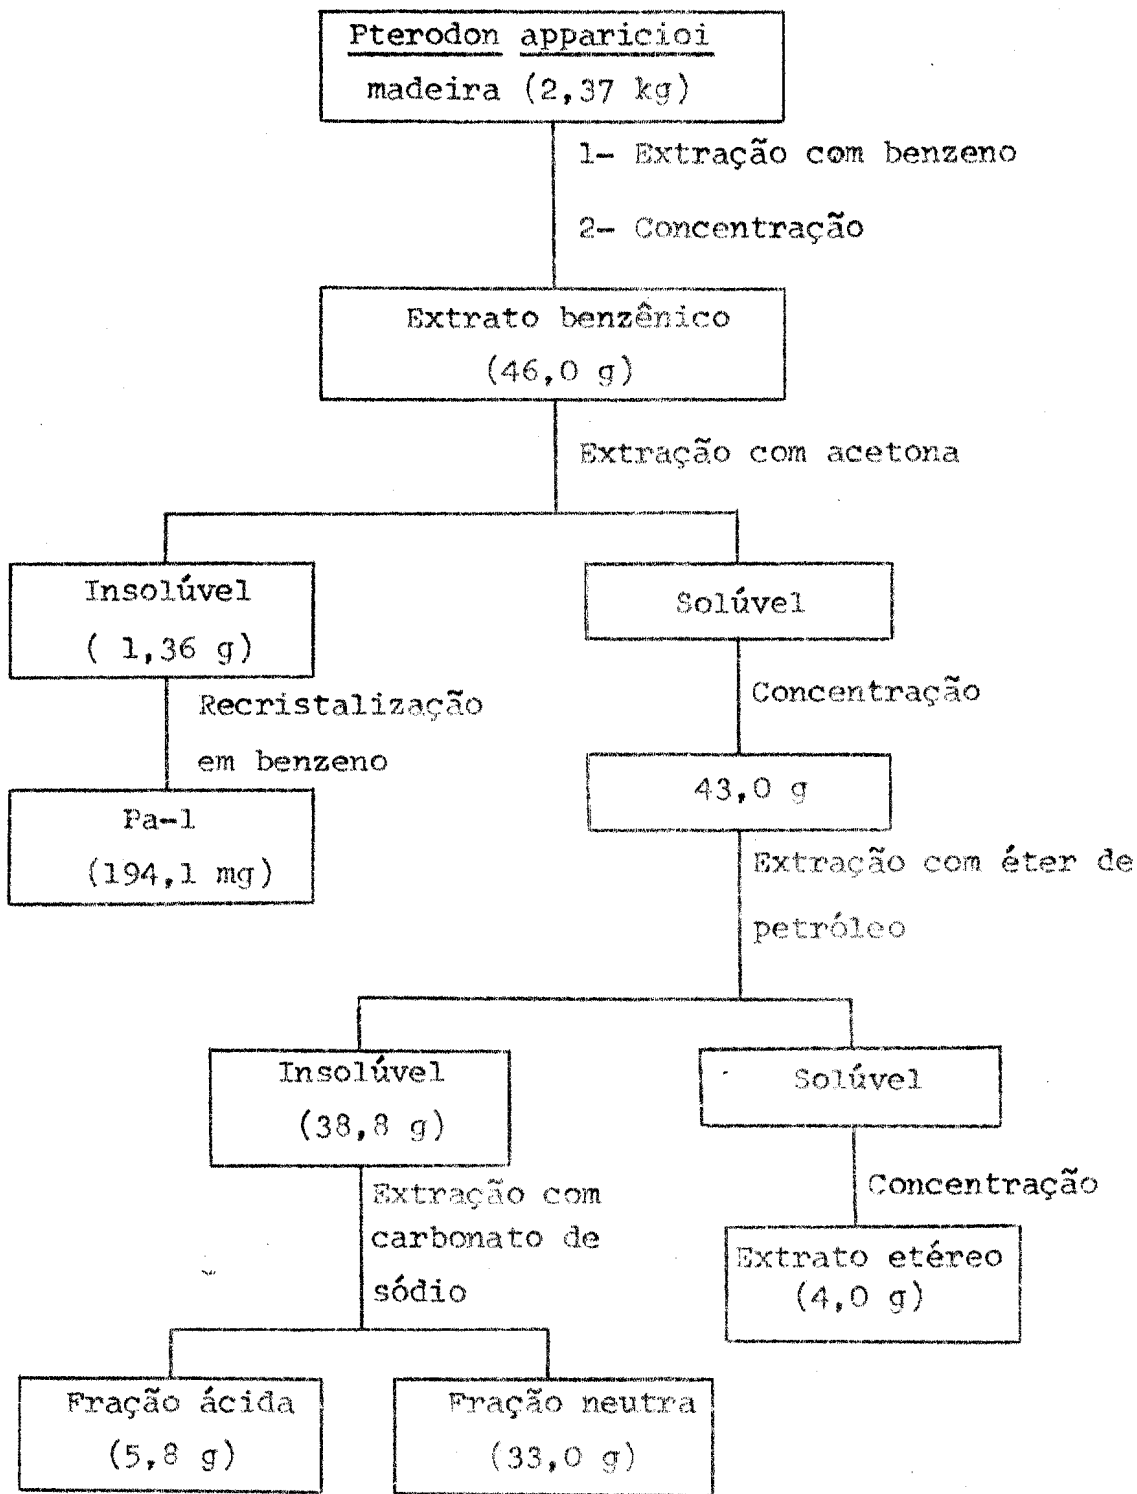 Pterodon apparicioi
madeira (2,37 kg)
1- Extração com benzeno
2- Concentração
Extrato benzênico
(46,0 g)
Extração com acetona
Insolúvel
( 1,36 g)
Solúvel
Recristalização
em benzeno
Concentração
Pa-1
(194,1 mg)
43,0 g
Extração com éter de
petróleo
Insolúvel
(38,8 g)
Solúvel
Extração com
carbonato de
sódio
Concentração
Extrato etéreo
(4,0 g)
Fração ácida
(5,8 g)
Fração neutra
(33,0 g)